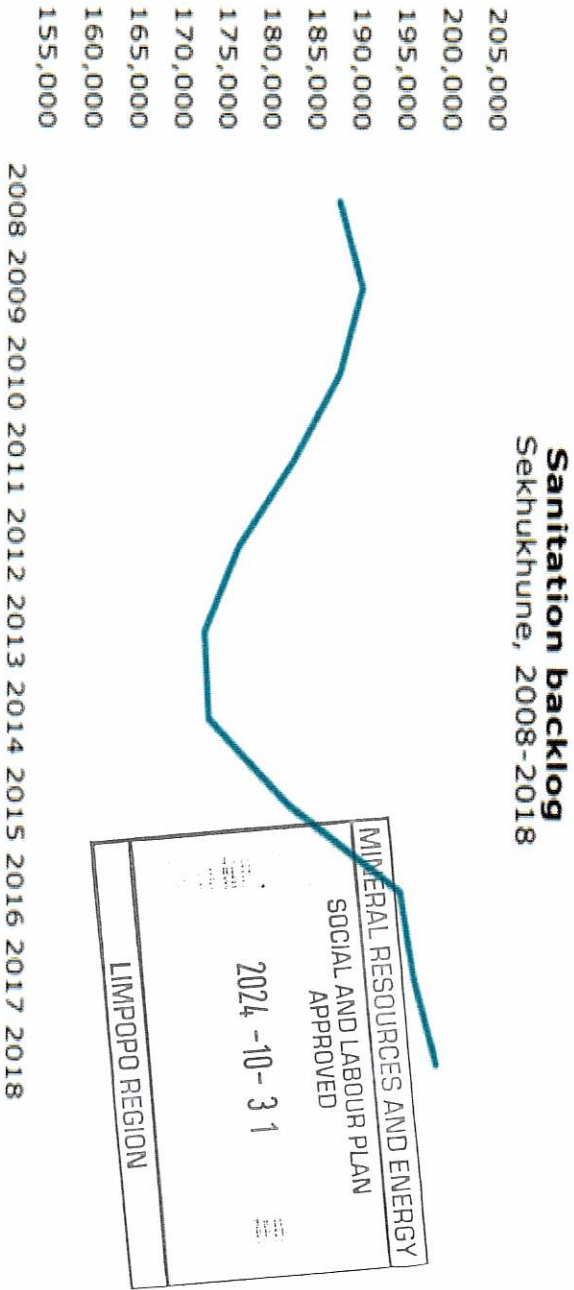 Sanitation backlog
Sekhukhune, 2008-2018
205,000
200,000
195,000
190,000
185,000
180,000
175,000
170,000
165,000
160,000
155,000
2008 2009 2010 2011 2012 2013 2014 2015 2016 2017 2018
MINERAL RESOURCES AND ENERGY
SOCIAL AND LABOUR PLAN
APPROVED
2024 -10- 3 1
LIMPOPO REGION